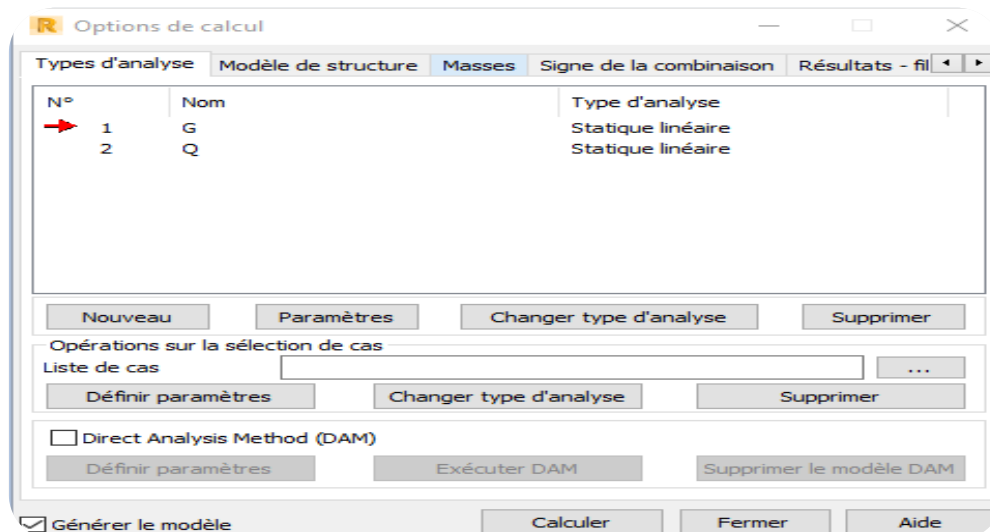 R Options de calcul
Types d'analyse Modèle de structure Masses Signe de la combinaison Résultats - fil
N° Nom Type d'analyse
1 G Statique linéaire
2 Q Statique linéaire
Nouveau Paramètres Changer type d'analyse Supprimer
Opérations sur la sélection de cas
Liste de cas ...
Définir paramètres Changer type d'analyse Supprimer
Direct Analysis Method (DAM)
Définir paramètres Exécuter DAM Supprimer le modèle DAM
Générer le modèle Calculer Fermer Aide